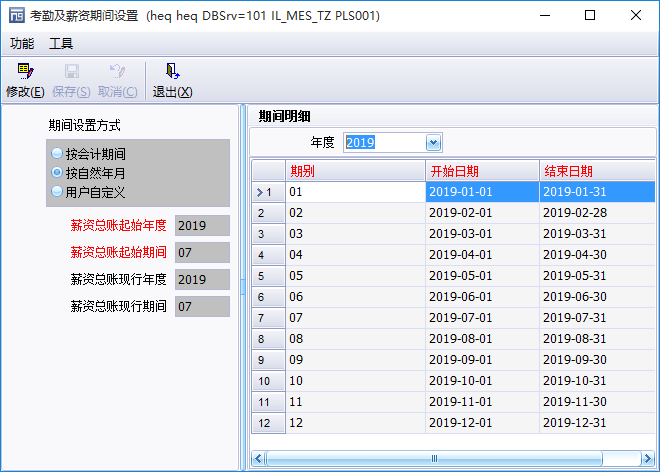 考勤及薪资期间设置 (heq heq DBSrv=101 IL_MES_TZ PLS001)
功能 工具
修改(E) 保存(S) 取消(C) 退出(X)
期间设置方式
按会计期间
按自然年月
用户自定义
薪资总账起始年度 2019
薪资总账起始期间 07
薪资总账现行年度 2019
薪资总账现行期间 07
期间明细
年度 2019
期别 开始日期 结束日期
1 01 2019-01-01 2019-01-31
2 02 2019-02-01 2019-02-28
3 03 2019-03-01 2019-03-31
4 04 2019-04-01 2019-04-30
5 05 2019-05-01 2019-05-31
6 06 2019-06-01 2019-06-30
7 07 2019-07-01 2019-07-31
8 08 2019-08-01 2019-08-31
9 09 2019-09-01 2019-09-30
10 10 2019-10-01 2019-10-31
11 11 2019-11-01 2019-11-30
12 12 2019-12-01 2019-12-31